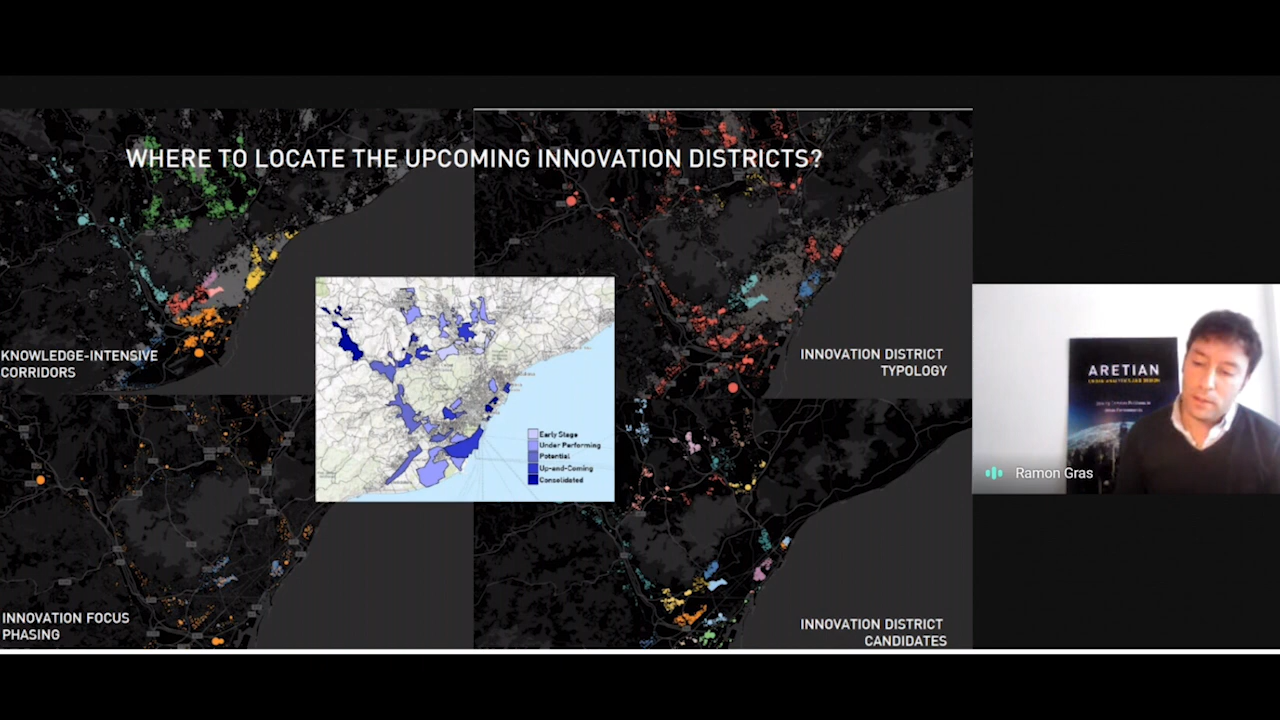 WHERE TO LOCATE THE UPCOMING INNOVATION DISTRICTS?
KNOWLEDGE-INTENSIVE
CORRIDORS
INNOVATION DISTRICT
TYPOLOGY
Early Stage
Under Performing
Potential
Up-and-Coming
Consolidated
INNOVATION FOCUS
PHASING
INNOVATION DISTRICT
CANDIDATES
ARETIAN
Ramon Gras